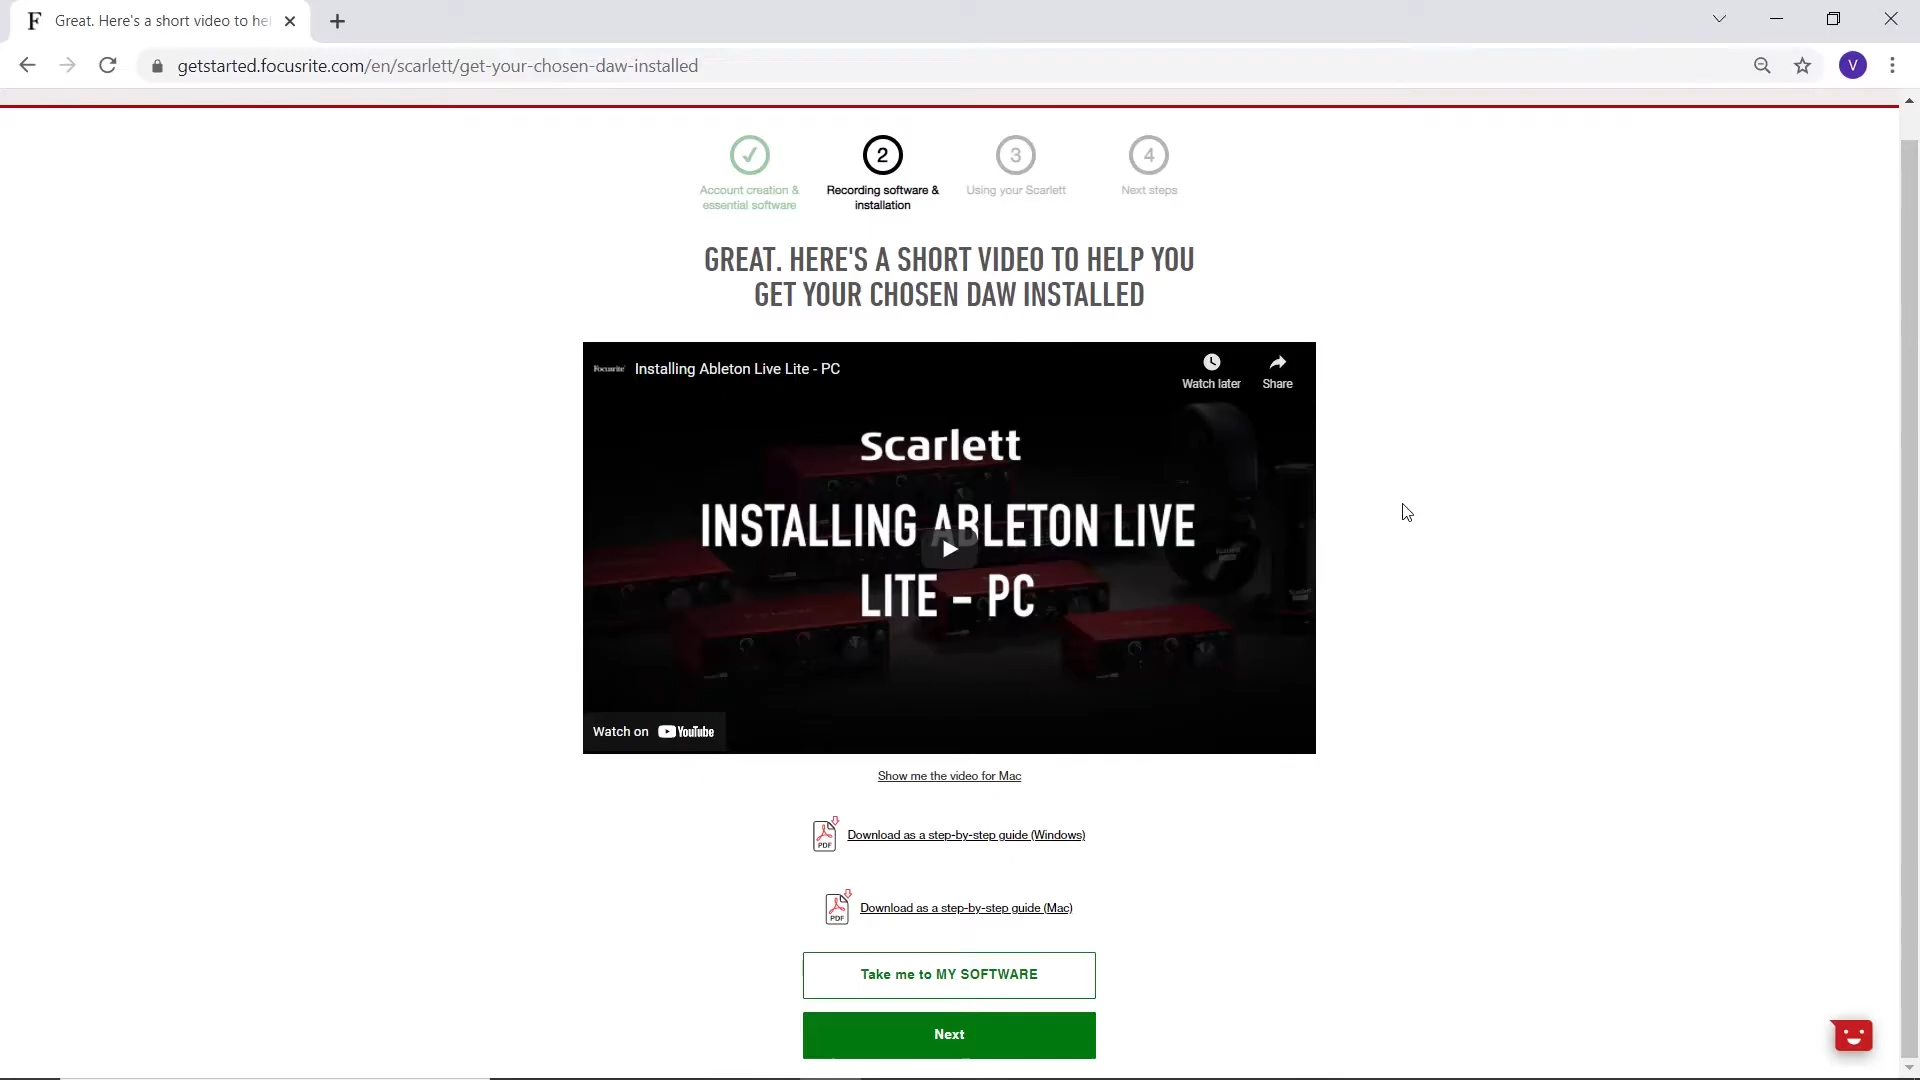 F Great. Here's a short video to hel
getstarted.focusrite.com/en/scarlett/get-your-chosen-daw-installed
V
2
3
4
Account creation &
essential software
Recording software &
installation
Using your Scarlett
Next steps
GREAT. HERE'S A SHORT VIDEO TO HELP YOU
GET YOUR CHOSEN DAW INSTALLED
Focusrite
Installing Ableton Live Lite - PC
Watch later
Share
Scarlett
INSTALLING ABLETON LIVE
LITE – PC
Watch on YouTube
Show me the video for Mac
PDF
Download as a step-by-step guide (Windows)
PDF
Download as a step-by-step guide (Mac)
Take me to MY SOFTWARE
Next